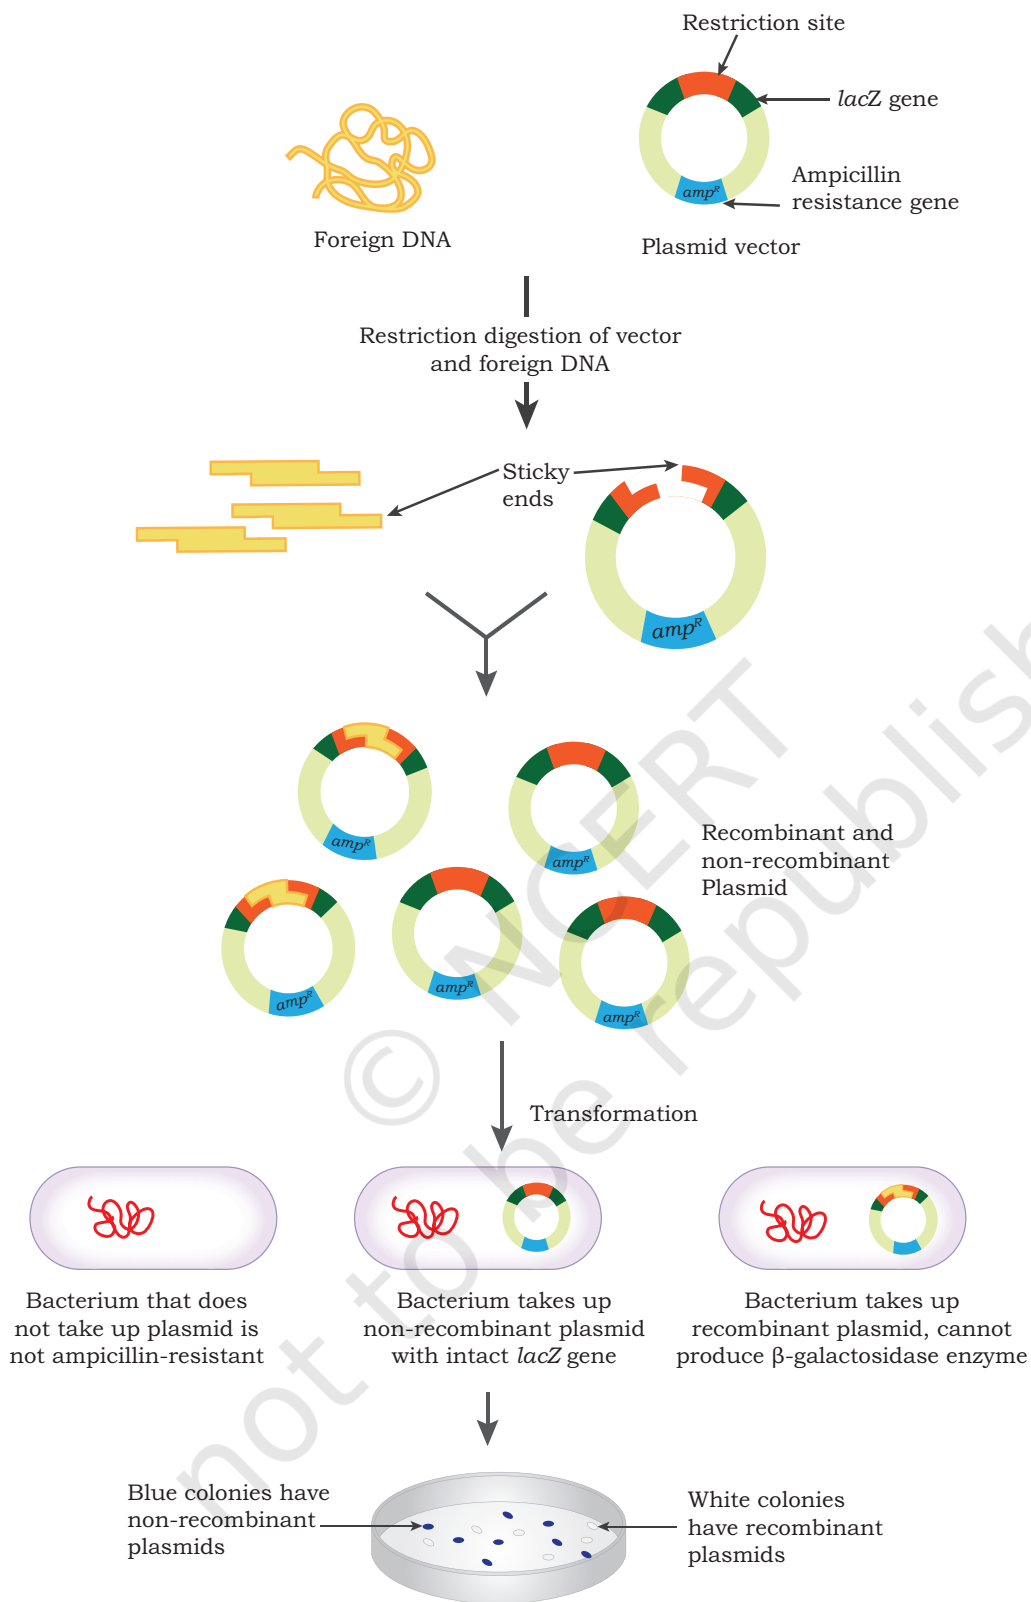 Restriction site
lacZ gene
Ampicillin
resistance gene
ampᴿ
Foreign DNA
Plasmid vector
Restriction digestion of vector
and foreign DNA
Sticky
ends
ampᴿ
ampᴿ
ampᴿ
Recombinant and
non-recombinant
Plasmid
ampᴿ
ampᴿ
ampᴿ
Transformation
Bacterium that does
not take up plasmid is
not ampicillin-resistant
Bacterium takes up
non-recombinant plasmid
with intact lacZ gene
Bacterium takes up
recombinant plasmid, cannot
produce β-galactosidase enzyme
Blue colonies have
non-recombinant
plasmids
White colonies
have recombinant
plasmids
© NCERT
not to be republish